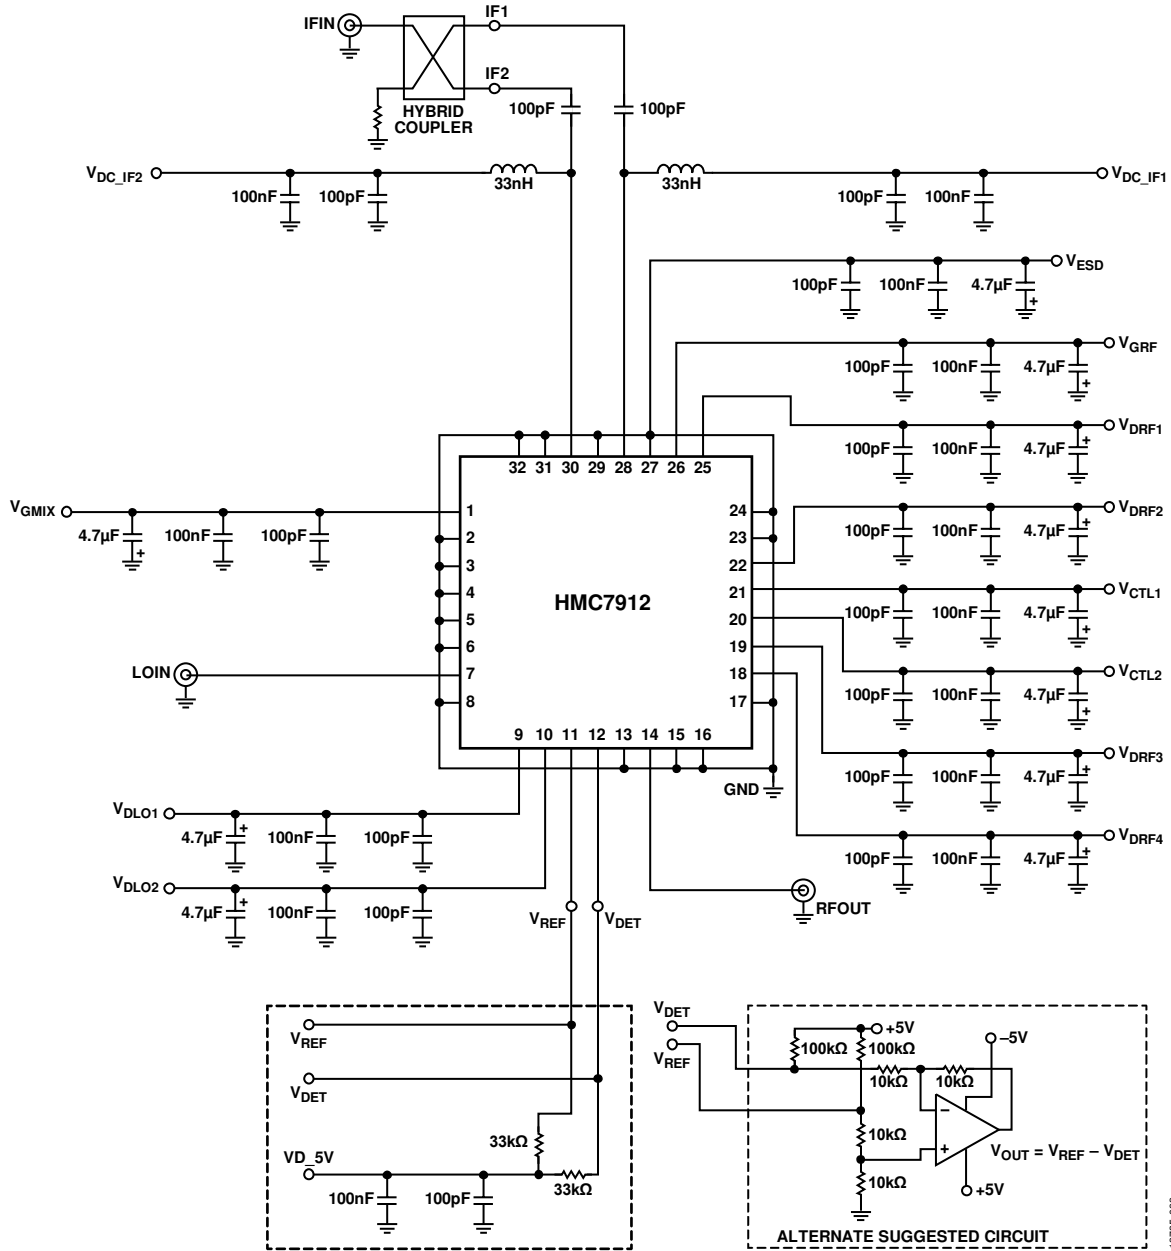 IFIN
IF1
IF2
HYBRID
COUPLER
100pF
100pF
VDC_IF2
100nF
100pF
33nH
33nH
100pF
100nF
VDC_IF1
100pF
100nF
4.7µF
+
VESD
100pF
100nF
4.7µF
+
VGRF
100pF
100nF
4.7µF
+
VDRF1
32 31 30 29 28 27 26 25
VGMIX
4.7µF
+
100nF
100pF
1
2
3
4
5
6
7
8
HMC7912
24
23
22
21
20
19
18
17
100pF
100nF
4.7µF
+
VDRF2
100pF
100nF
4.7µF
+
VCTL1
LOIN
100pF
100nF
4.7µF
+
VCTL2
9 10 11 12 13 14 15 16
GND
100pF
100nF
4.7µF
+
VDRF3
VDLO1
4.7µF
+
100nF
100pF
100pF
100nF
4.7µF
+
VDRF4
VDLO2
4.7µF
+
100nF
100pF
VREF
VDET
RFOUT
VREF
VDET
33kΩ
VD_5V
33kΩ
100nF
100pF
VDET
VREF
+5V
–5V
100kΩ
100kΩ
10kΩ
10kΩ
10kΩ
–
+
VOUT = VREF – VDET
10kΩ
+5V
ALTERNATE SUGGESTED CIRCUIT